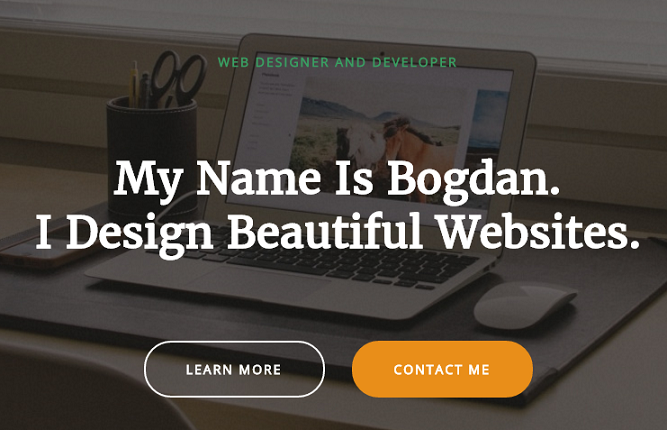 WEB DESIGNER AND DEVELOPER
My Name Is Bogdan.
I Design Beautiful Websites.
LEARN MORE
CONTACT ME